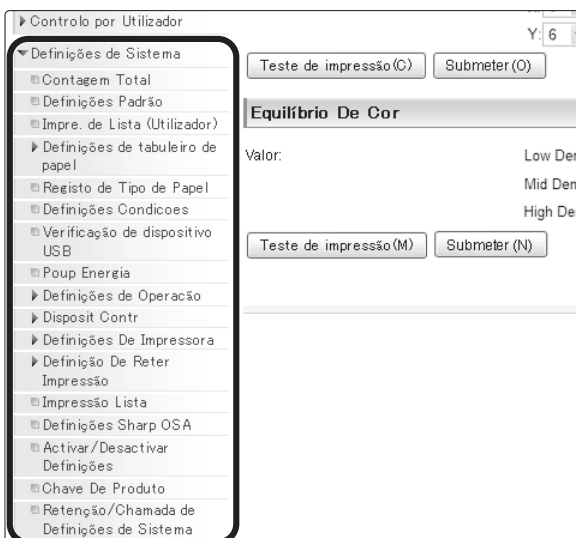 Controlo por Utilizador
Definições de Sistema
Contagem Total
Definições Padrão
Impre. de Lista (Utilizador)
Definições de tabuleiro de
papel
Registo de Tipo de Papel
Definições Condicoes
Verificação de dispositivo
USB
Poup Energia
Definições de Operacão
Disposit Contr
Definições De Impressora
Definição De Reter
Impressão
Impressão Lista
Definições Sharp OSA
Activar/Desactivar
Definições
Chave De Produto
Retenção/Chamada de
Definições de Sistema
Y: 6
Teste de impressão(C) Submeter(O)
Equilíbrio De Cor
Valor: Low
Mid
High
Teste de impressão(M) Submeter (N)